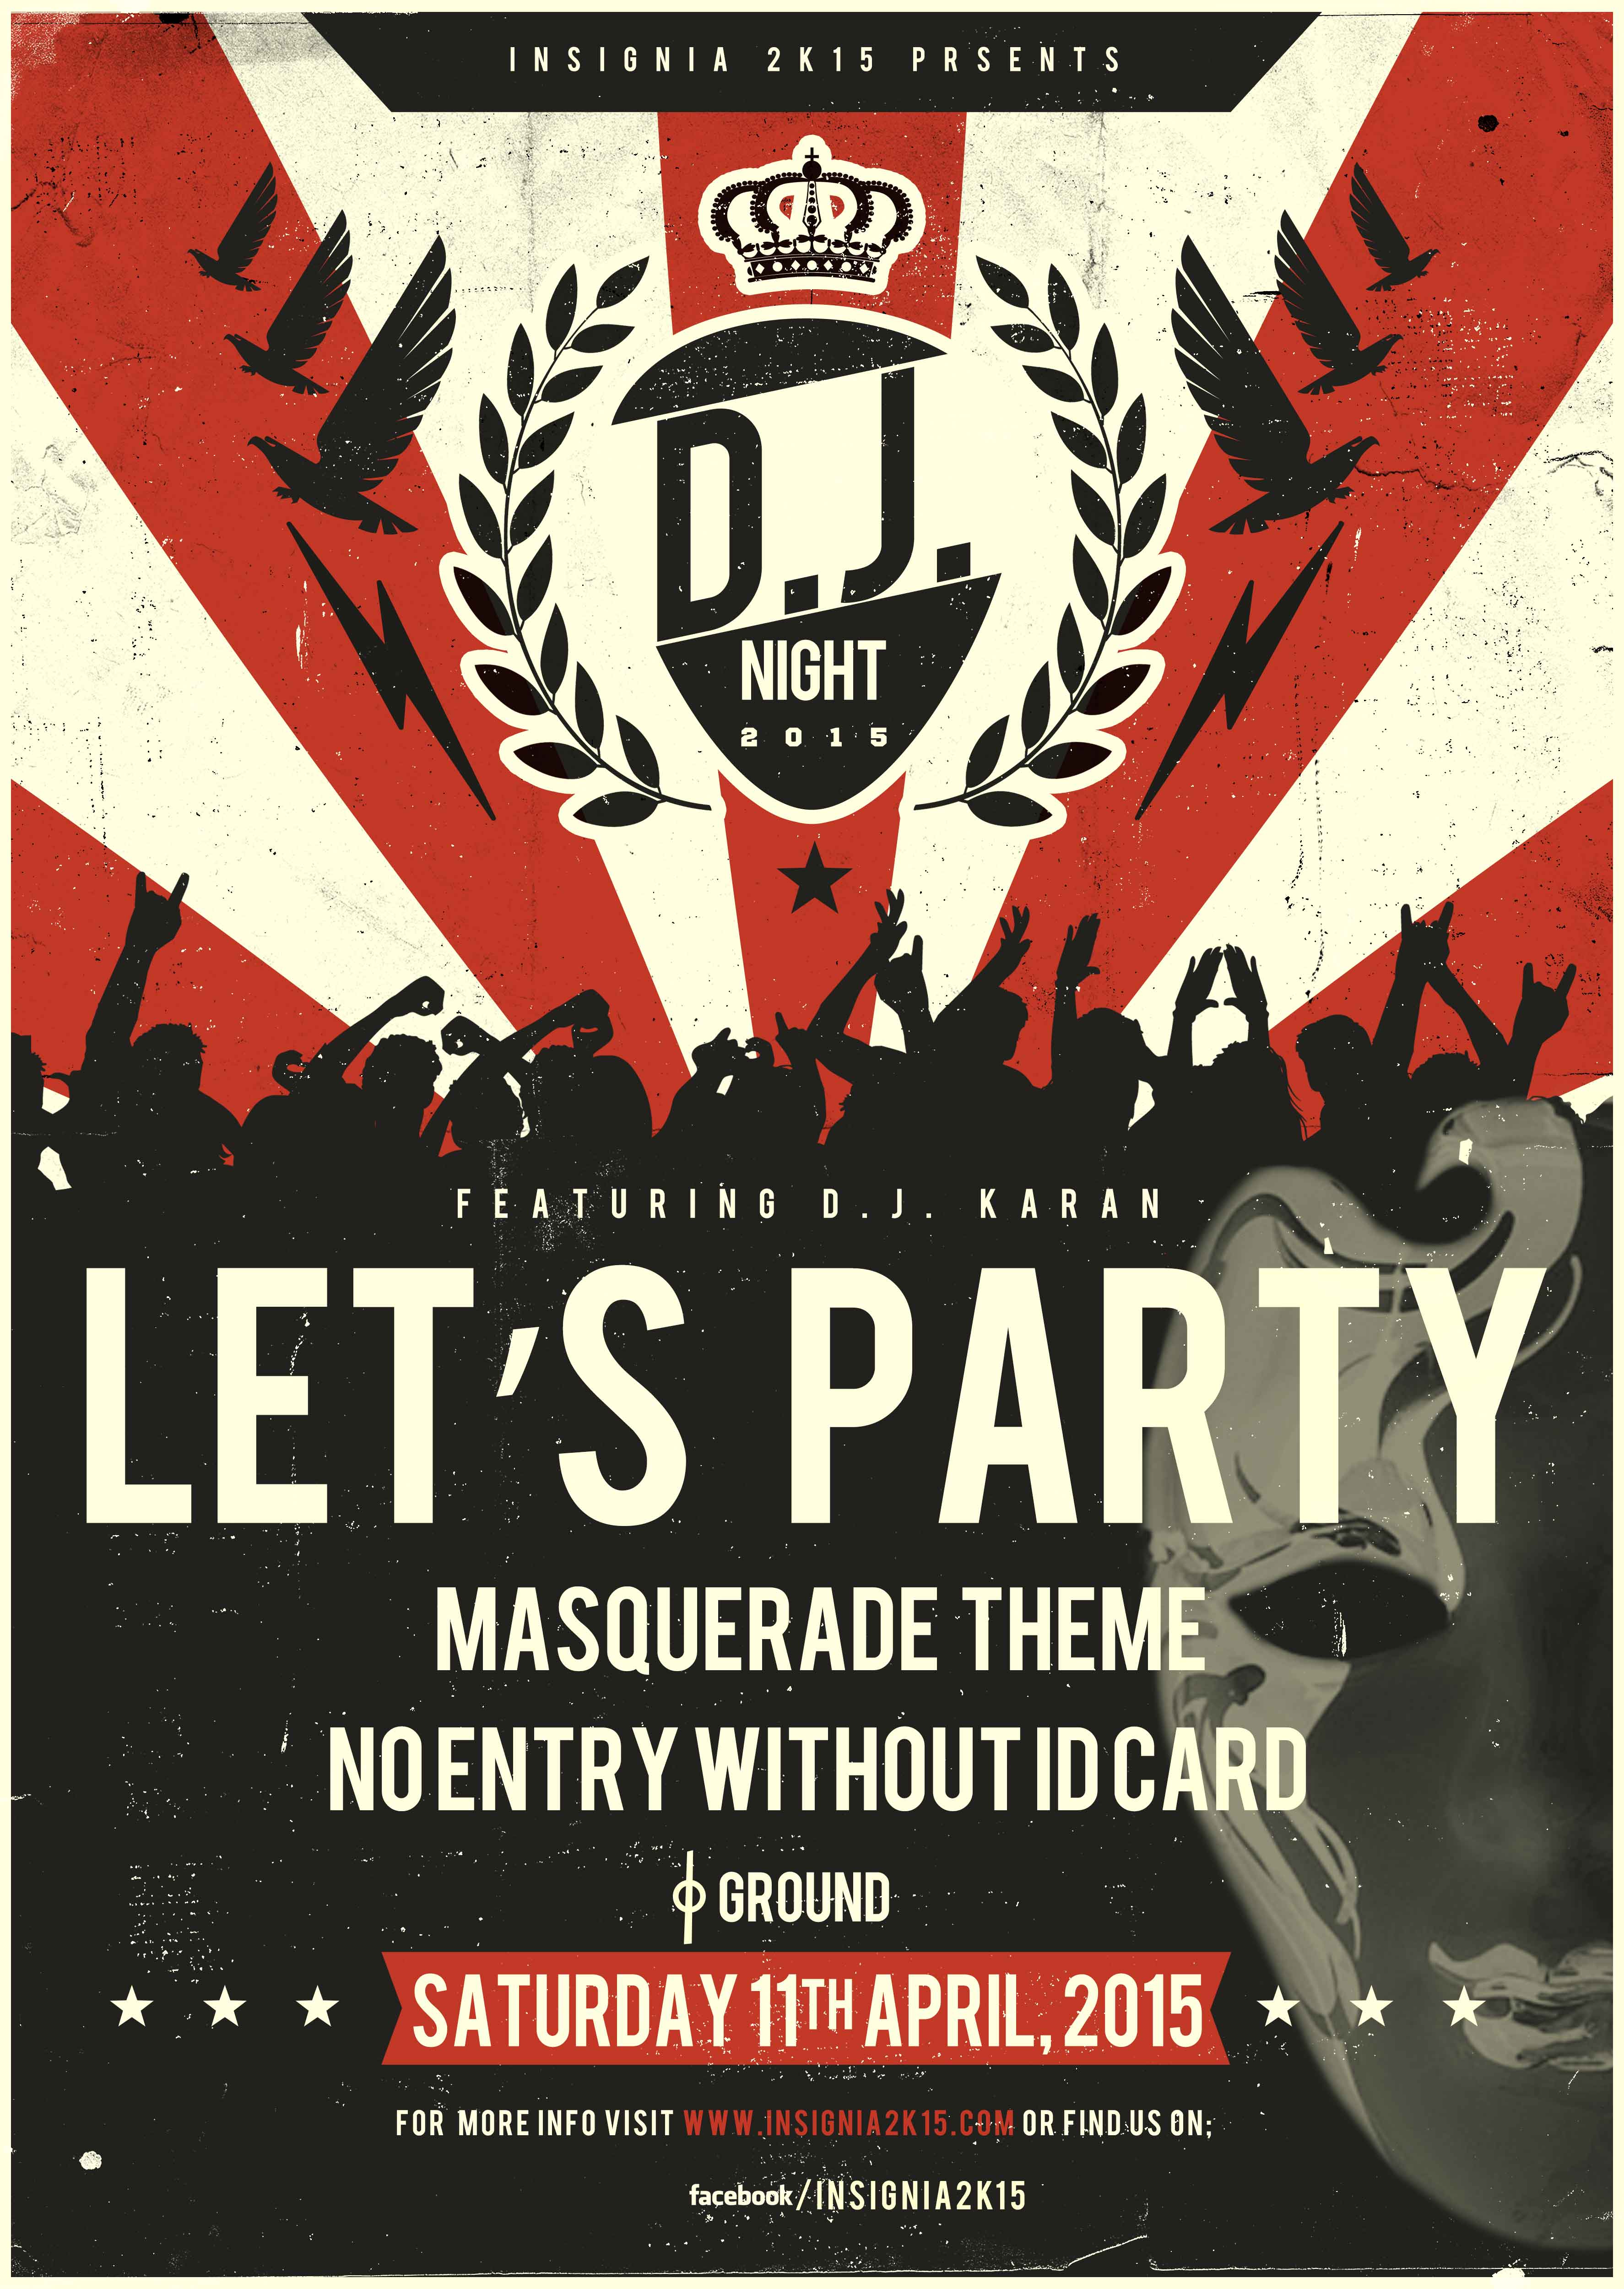 INSIGNIA 2K15 PRSENTS
D.J.
NIGHT
2015
FEATURING D.J. KARAN
LET'S PARTY
MASQUERADE THEME
NO ENTRY WITHOUT ID CARD
ϕ GROUND
SATURDAY 11TH APRIL, 2015
FOR MORE INFO VISIT WWW.INSIGNIA2K15.COM OR FIND US ON;
facebook/INSIGNIA2K15